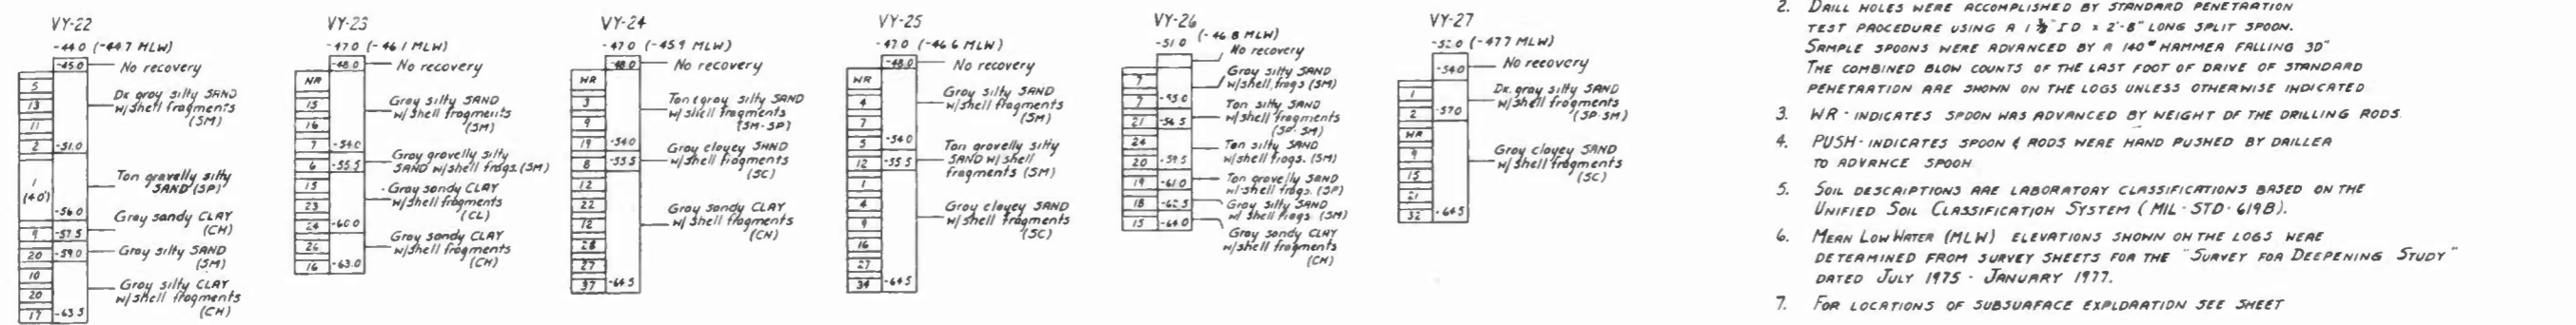 VY-22
-44.0 (-44.7 MLW)
-45.0
No recovery
5
13
11
2
-51.0
Dk gray silty SAND
w/shell fragments
(SM)
1
(4.0')
-56.0
Tan gravelly silty
SAND (SP)
9
-57.5
Gray sandy CLAY
(CH)
20
-59.0
Gray silty SAND
(SM)
10
20
17
-63.5
Gray silty CLAY
w/shell fragments
(CH)
VY-23
-47.0 (-46.1 MLW)
-48.0
No recovery
WR
13
16
7
-54.0
Gray silty SAND
w/shell fragments
(SM)
6
-55.5
Gray gravelly silty
SAND w/shell frags. (SM)
15
23
24
-60.0
Gray sandy CLAY
w/shell fragments
(CL)
26
16
-63.0
Gray sandy CLAY
w/shell fragments
(CH)
VY-24
-47.0 (-45.9 MLW)
-48.0
No recovery
WR
3
9
19
-54.0
Tan & gray silty SAND
w/shell fragments
(SM-SP)
8
-55.5
Gray clayey SAND
w/shell fragments
(SC)
12
22
12
28
27
37
-64.5
Gray sandy CLAY
w/shell fragments
(CH)
VY-25
-47.0 (-46.6 MLW)
-48.0
No recovery
WR
4
7
5
-54.0
Gray silty SAND
w/shell fragments
(SM)
12
-55.5
Tan gravelly silty
SAND w/shell
fragments (SM)
1
4
9
16
27
34
-64.5
Gray clayey SAND
w/shell fragments
(SC)
VY-26
-51.0 (-46.8 MLW)
No recovery
7
7
-55.0
Gray silty SAND
w/shell frags (SM)
21
-56.5
Tan silty SAND
w/shell fragments
(SP-SM)
24
20
-59.5
Tan silty SAND
w/shell frags. (SM)
19
-61.0
Tan gravelly SAND
w/shell frags. (SP)
18
-62.5
Gray silty SAND
w/ shell frags (SM)
15
-64.0
Gray sandy CLAY
w/shell fragments
(CH)
VY-27
-52.0 (-47.7 MLW)
-54.0
No recovery
1
2
-57.0
Dk. gray silty SAND
w/shell fragments
(SP-SM)
WR
9
15
21
32
-64.5
Gray clayey SAND
w/shell fragments
(SC)
2. DRILL HOLES WERE ACCOMPLISHED BY STANDARD PENETRATION
TEST PROCEDURE USING A 1 3/8" ID x 2'-8" LONG SPLIT SPOON.
SAMPLE SPOONS WERE ADVANCED BY A 140# HAMMER FALLING 30"
THE COMBINED BLOW COUNTS OF THE LAST FOOT OF DRIVE OF STANDARD
PENETRATION ARE SHOWN ON THE LOGS UNLESS OTHERWISE INDICATED
3. WR - INDICATES SPOON WAS ADVANCED BY WEIGHT OF THE DRILLING RODS.
4. PUSH - INDICATES SPOON & RODS WERE HAND PUSHED BY DRILLER
TO ADVANCE SPOON
5. SOIL DESCRIPTIONS ARE LABORATORY CLASSIFICATIONS BASED ON THE
UNIFIED SOIL CLASSIFICATION SYSTEM (MIL-STD-619B).
6. MEAN LOW WATER (MLW) ELEVATIONS SHOWN ON THE LOGS WERE
DETERMINED FROM SURVEY SHEETS FOR THE "SURVEY FOR DEEPENING STUDY"
DATED JULY 1975 - JANUARY 1977.
7. FOR LOCATIONS OF SUBSURFACE EXPLORATION SEE SHEET